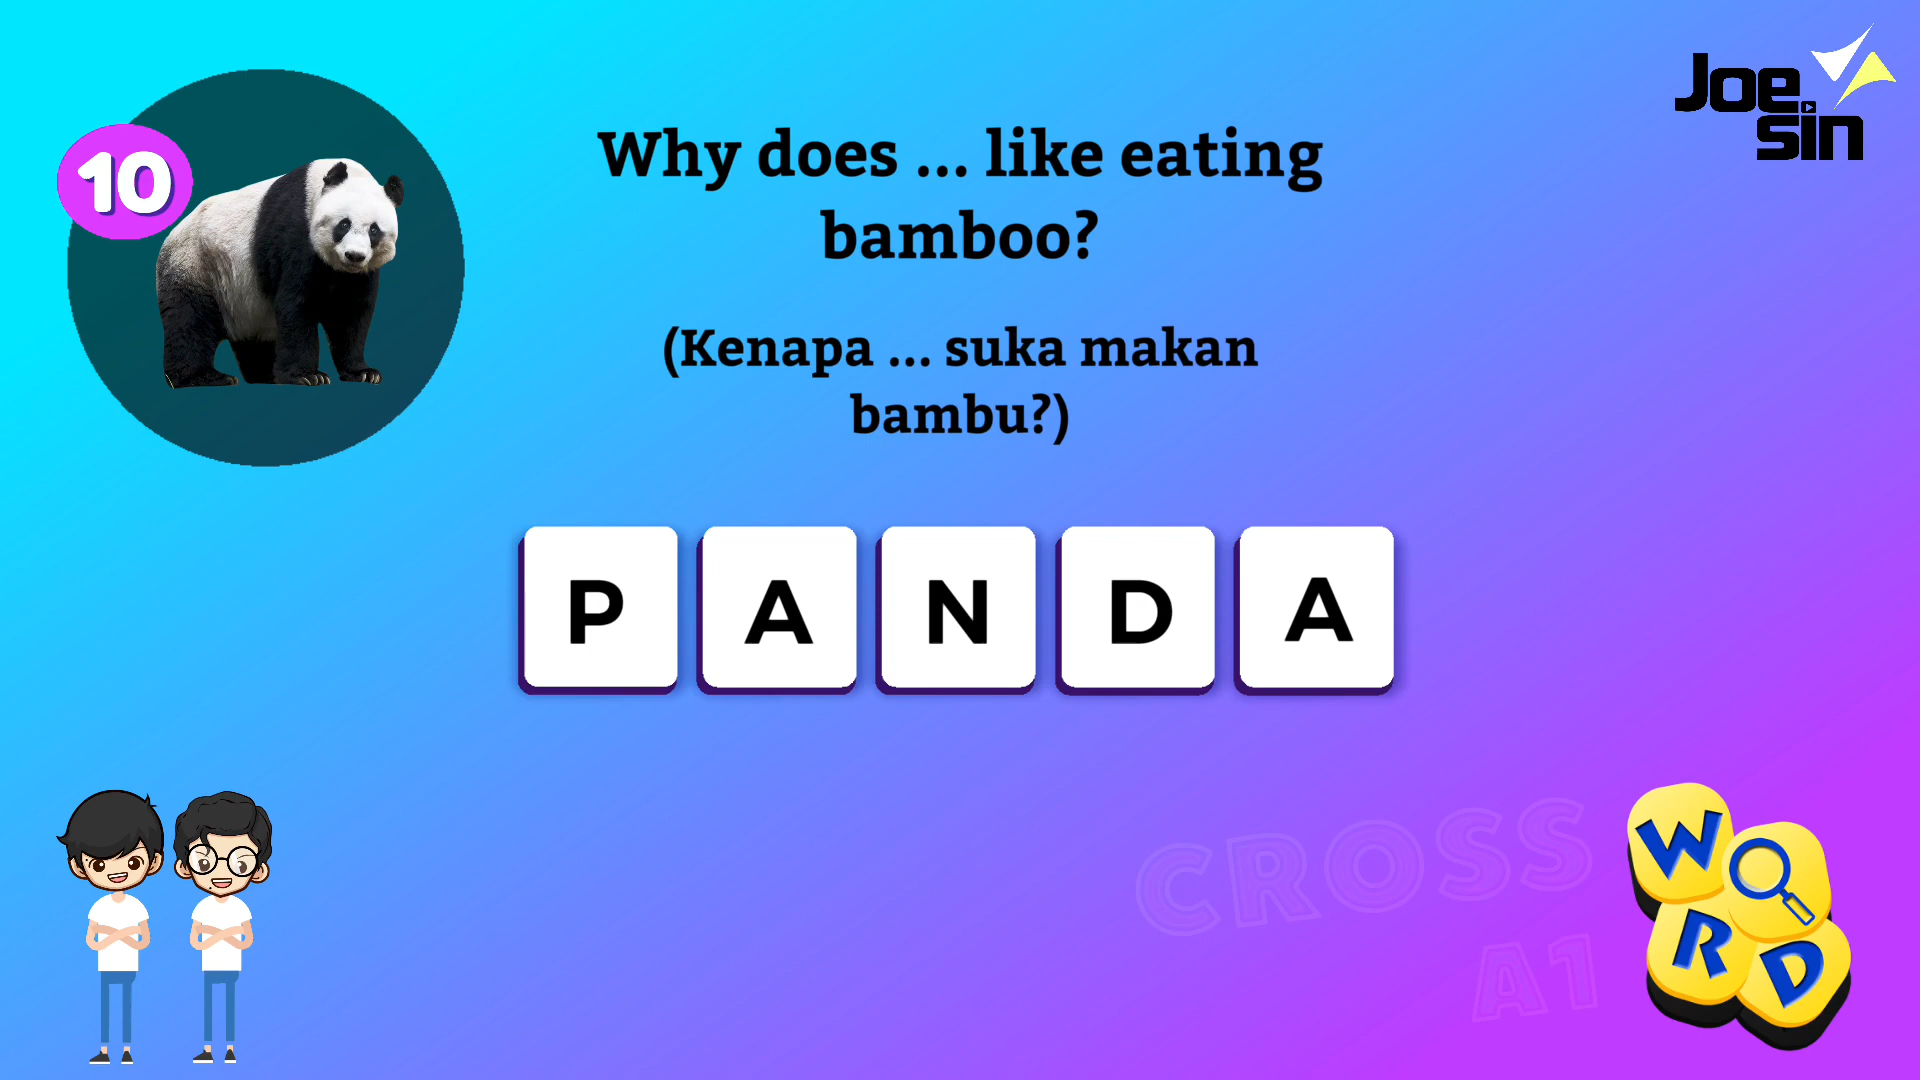 10
Why does ... like eating
bamboo?
(Kenapa ... suka makan
bambu?)
Joe
sin
P A N D A
CROSS
A1
W
R D